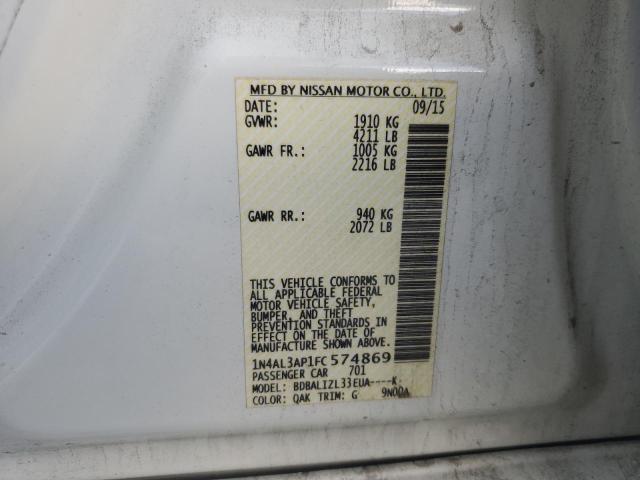 MFD BY NISSAN MOTOR CO., LTD.
DATE: 09/15
GVWR: 1910 KG
4211 LB
GAWR FR.: 1005 KG
2216 LB
GAWR RR.: 940 KG
2072 LB
THIS VEHICLE CONFORMS TO
ALL APPLICABLE FEDERAL
MOTOR VEHICLE SAFETY,
BUMPER, AND THEFT
PREVENTION STANDARDS IN
EFFECT ON THE DATE OF
MANUFACTURE SHOWN ABOVE.
1N4AL3AP1FC574869
PASSENGER CAR 701
MODEL: BDBALIZL33EUA----K-
COLOR: QAK TRIM: G 9N00A